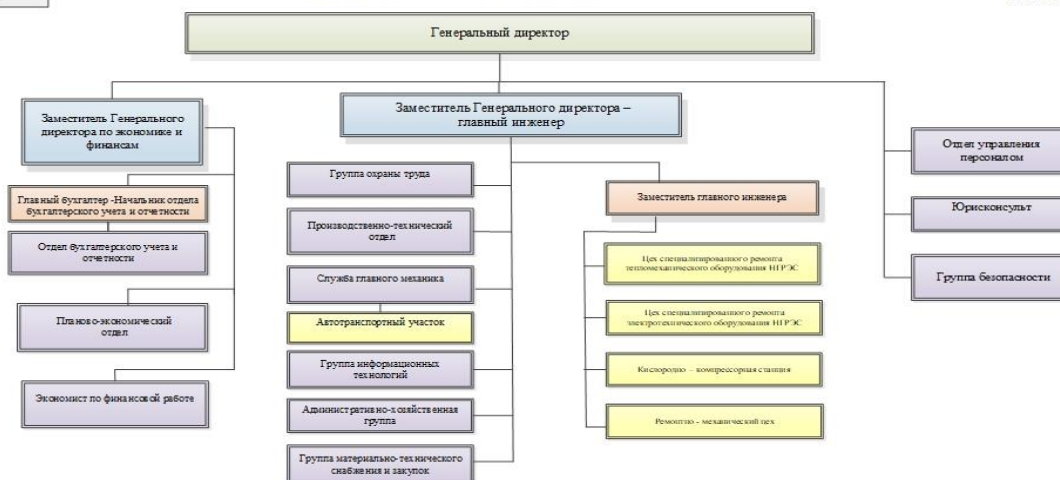 Генеральный директор
Заместитель Генерального
директора по экономике и
финансам
Главный бухгалтер -Начальник отдела
бухгалтерского учета и отчетности
Отдел бухгалтерского учета и
отчетности
Планово-экономический
отдел
Экономист по финансовой работе
Заместитель Генерального директора –
главный инженер
Группа охраны труда
Производственно-технический
отдел
Служба главного механика
Автотранспортный участок
Группа информационных
технологий
Административно-хозяйственная
группа
Группа материально-технического
снабжения и закупок
Заместитель главного инженера
Цех специализированного ремонта
тепломеханического оборудования НГРЭС
Цех специализированного ремонта
электротехнического оборудования НГРЭС
Кислородно – компрессорная станция
Ремонтно - механический цех
Отдел управления
персоналом
Юрисконсульт
Группа безопасности